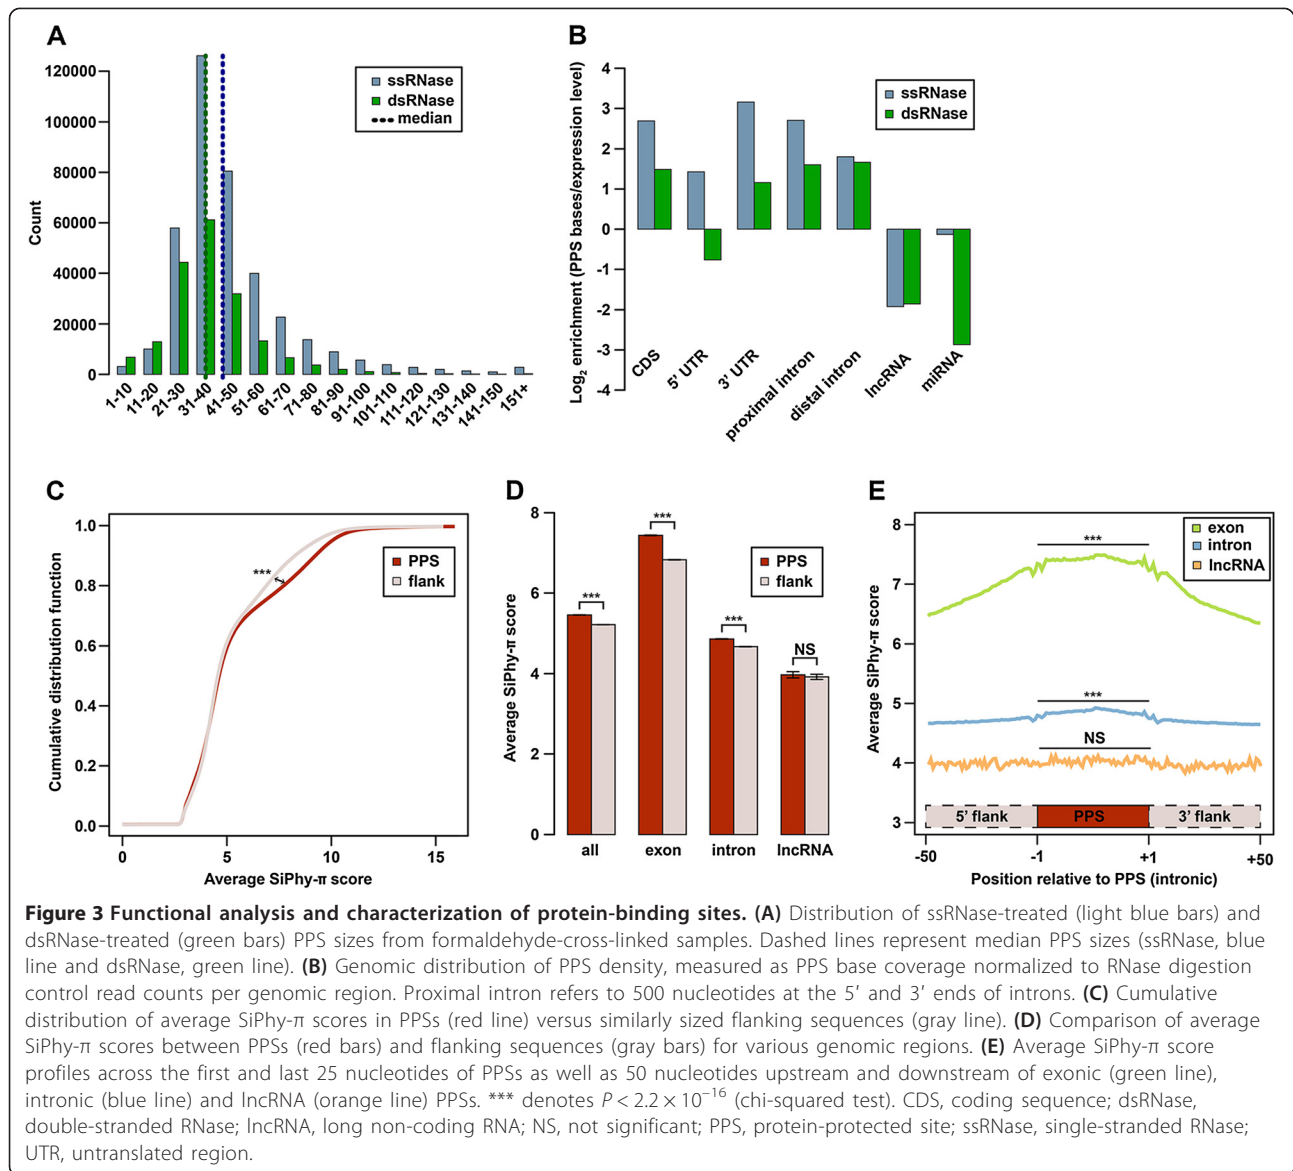 A
120000
100000
80000
60000
40000
20000
0
Count
ssRNase
dsRNase
median
1-10
11-20
21-30
31-40
41-50
51-60
61-70
71-80
81-90
91-100
101-110
111-120
121-130
131-140
141-150
151+
B
4
3
2
1
0
-1
-2
-3
-4
Log2 enrichment (PPS bases/expression level)
ssRNase
dsRNase
CDS
5' UTR
3' UTR
proximal intron
distal intron
lncRNA
miRNA
C
1.0
0.8
0.6
0.4
0.2
0.0
Cumulative distribution function
***
PPS
flank
0
5
10
15
Average SiPhy-π score
D
8
6
4
2
0
Average SiPhy-π score
PPS
flank
***
***
***
NS
all
exon
intron
lncRNA
E
8
7
6
5
4
3
Average SiPhy-π score
exon
intron
lncRNA
***
***
NS
5' flank
PPS
3' flank
-50
-1
+1
+50
Position relative to PPS (intronic)
Figure 3 Functional analysis and characterization of protein-binding sites. (A) Distribution of ssRNase-treated (light blue bars) and
dsRNase-treated (green bars) PPS sizes from formaldehyde-cross-linked samples. Dashed lines represent median PPS sizes (ssRNase, blue
line and dsRNase, green line). (B) Genomic distribution of PPS density, measured as PPS base coverage normalized to RNase digestion
control read counts per genomic region. Proximal intron refers to 500 nucleotides at the 5′ and 3′ ends of introns. (C) Cumulative
distribution of average SiPhy-π scores in PPSs (red line) versus similarly sized flanking sequences (gray line). (D) Comparison of average
SiPhy-π scores between PPSs (red bars) and flanking sequences (gray bars) for various genomic regions. (E) Average SiPhy-π score
profiles across the first and last 25 nucleotides of PPSs as well as 50 nucleotides upstream and downstream of exonic (green line),
intronic (blue line) and lncRNA (orange line) PPSs. *** denotes P < 2.2 × 10−16 (chi-squared test). CDS, coding sequence; dsRNase,
double-stranded RNase; lncRNA, long non-coding RNA; NS, not significant; PPS, protein-protected site; ssRNase, single-stranded RNase;
UTR, untranslated region.